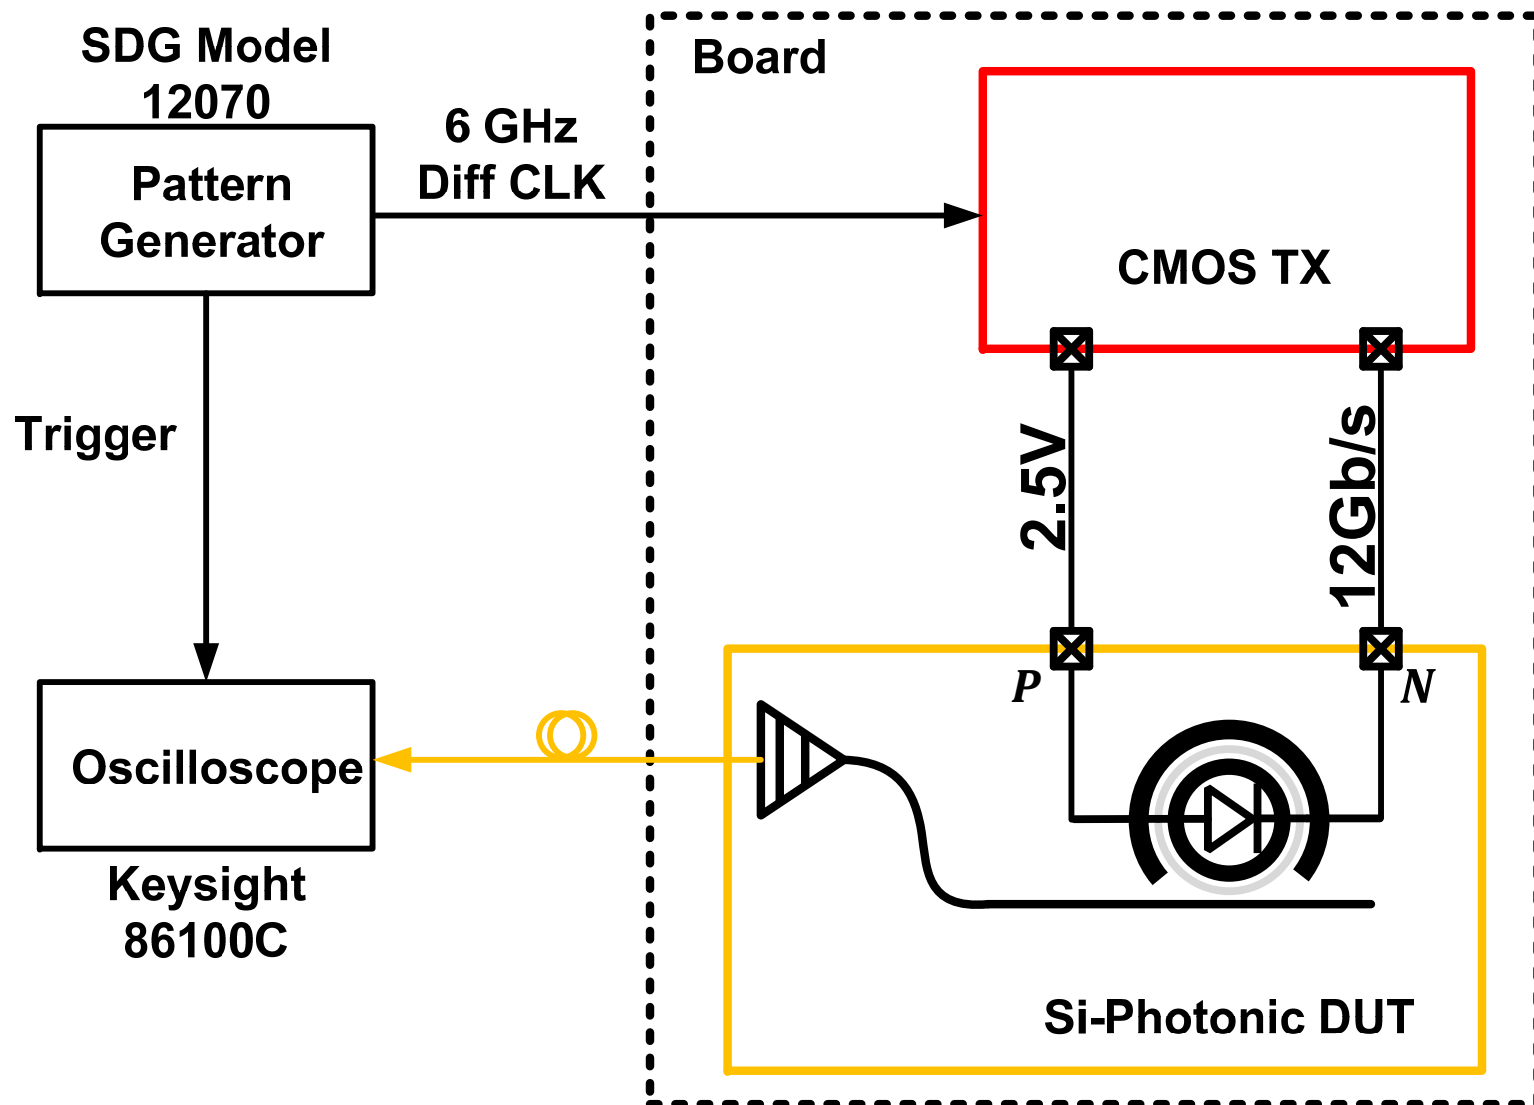 SDG Model
12070
Pattern
Generator
6 GHz
Diff CLK
Board
CMOS TX
Trigger
2.5V
12Gb/s
P
N
Oscilloscope
Keysight
86100C
Si-Photonic DUT